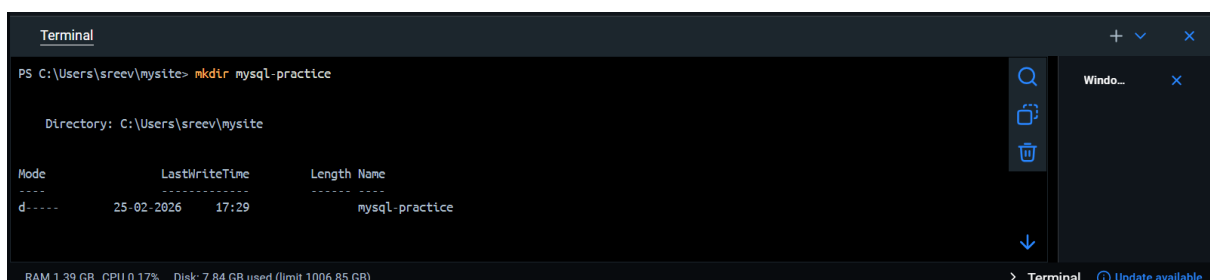 Terminal
PS C:\Users\sreev\mysite> mkdir mysql-practice
Windo...
Directory: C:\Users\sreev\mysite
Mode                 LastWriteTime         Length Name
----                 -------------         ------ ----
d-----        25-02-2026     17:29                mysql-practice
RAM 1.39 GB CPU 0.17% Disk: 7.84 GB used (limit 1006.85 GB)
Terminal Update available